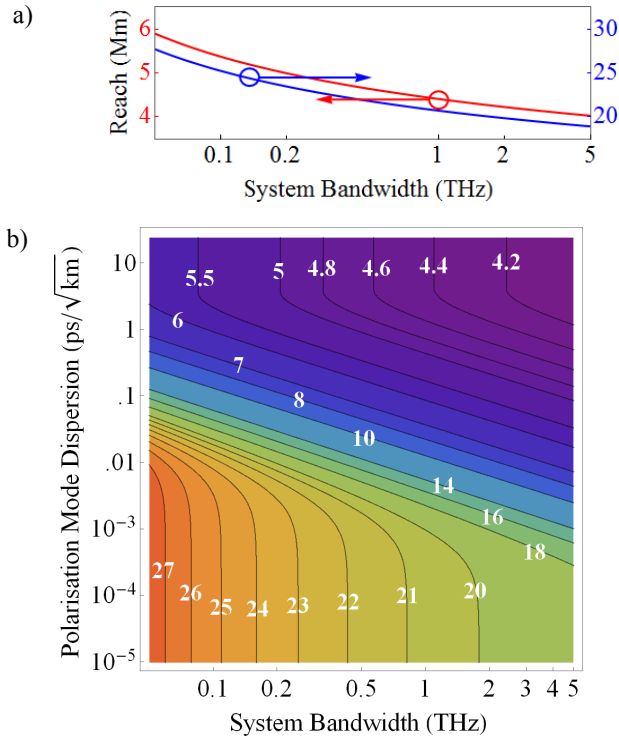 a)
6
5
4
Reach (Mm)
30
25
20
0.1 0.2 1 2 5
System Bandwidth (THz)
b)
Polarisation Mode Dispersion (ps/√km)
10
1
.1
.01
10⁻³
10⁻⁴
10⁻⁵
5.5 5 4.8 4.6 4.4 4.2
6
7
8
10
14
16
18
27 26 25 24 23 22 21 20
0.1 0.2 0.5 1 2 3 4 5
System Bandwidth (THz)